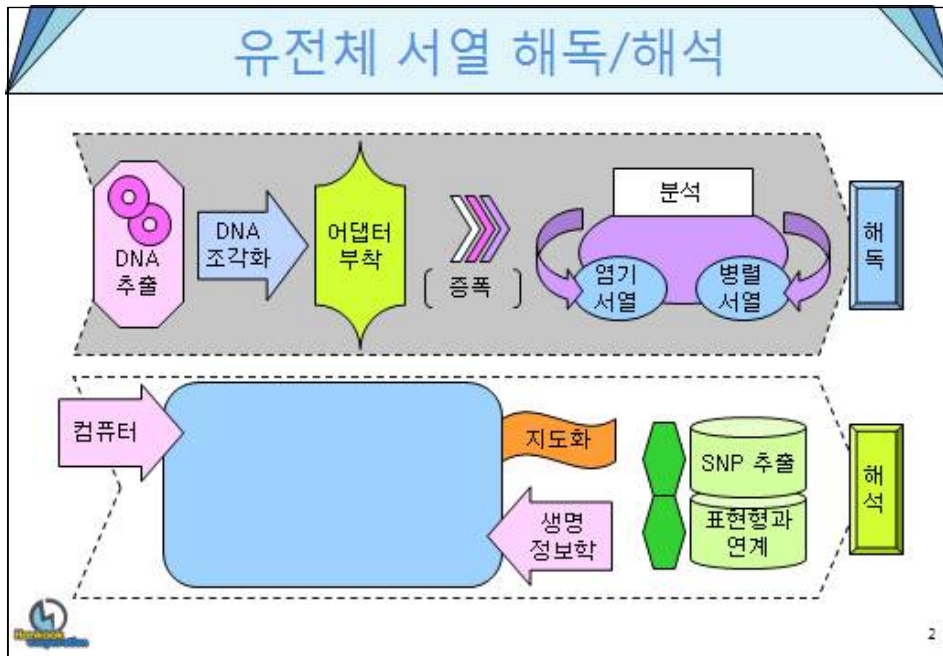 유전체 서열 해독/해석
DNA
추출
DNA
조각화
어댑터
부착
[ 증폭 ]
분석
염기
서열
병렬
서열
해
독
컴퓨터
지도화
생명
정보학
SNP 추출
표현형과
연계
해
석
2